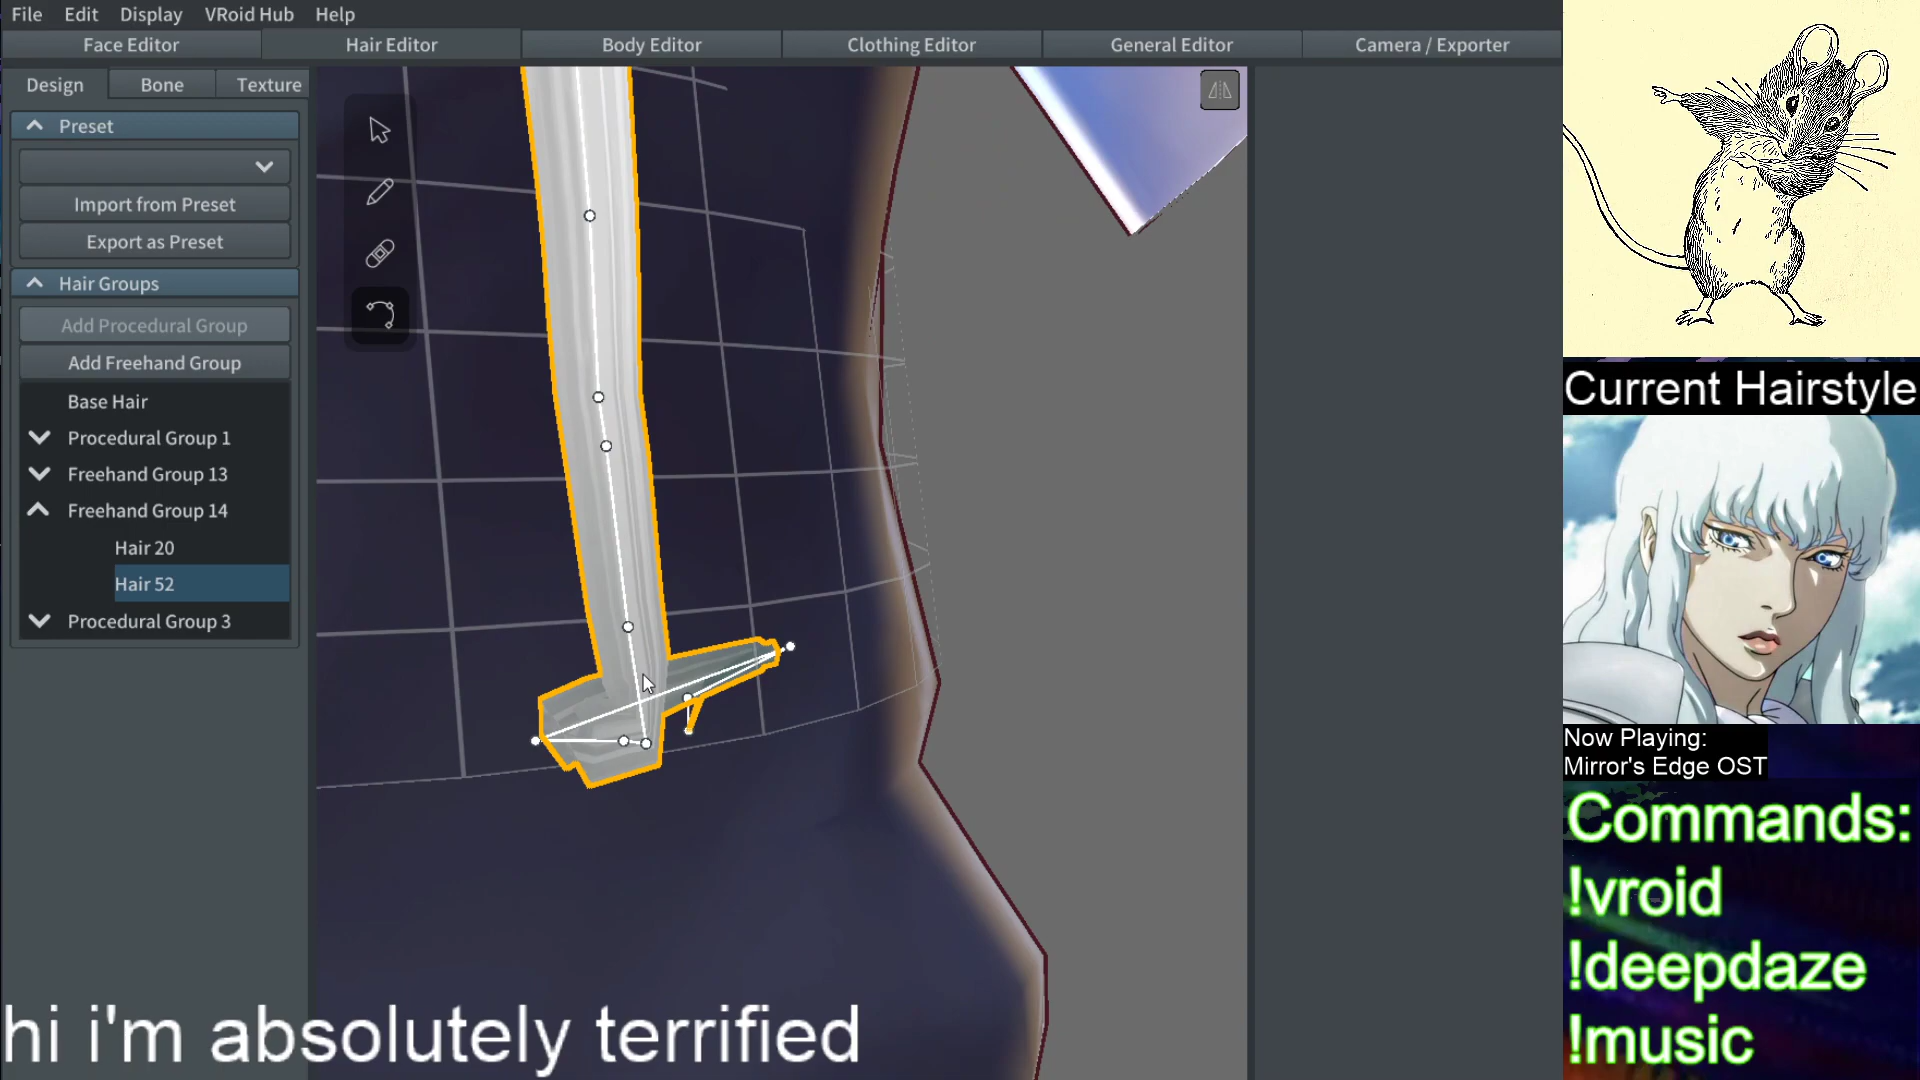 File Edit Display VRoid Hub Help
Face Editor Hair Editor Body Editor Clothing Editor General Editor Camera / Exporter
Design Bone Texture
Preset
Import from Preset
Export as Preset
Hair Groups
Add Procedural Group
Add Freehand Group
Base Hair
Procedural Group 1
Freehand Group 13
Freehand Group 14
Hair 20
Hair 52
Procedural Group 3
hi i'm absolutely terrified
Current Hairstyle
Now Playing:
Mirror's Edge OST
Commands:
!vroid
!deepdaze
!music